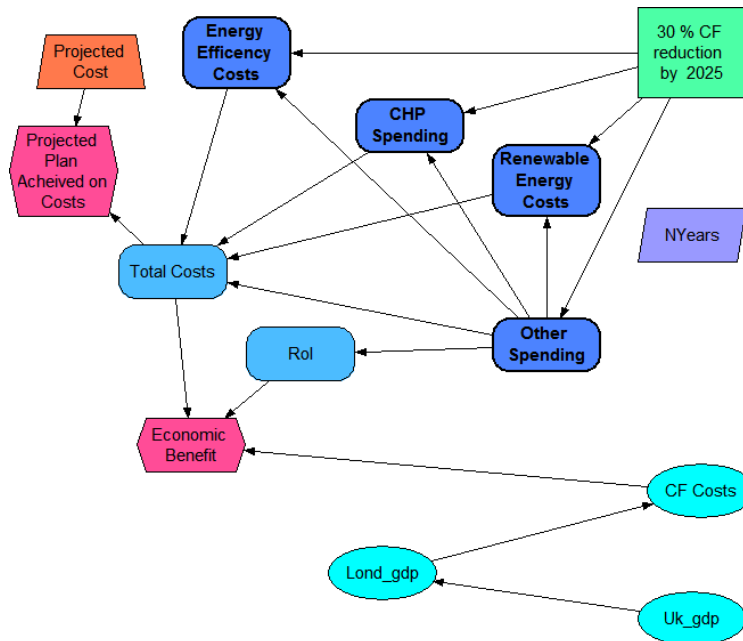 Projected
Cost
Energy
Efficency
Costs
30 % CF
reduction
by 2025
CHP
Spending
Projected
Plan
Acheived on
Costs
Renewable
Energy
Costs
NYears
Total Costs
RoI
Other
Spending
Economic
Benefit
CF Costs
Lond_gdp
Uk_gdp